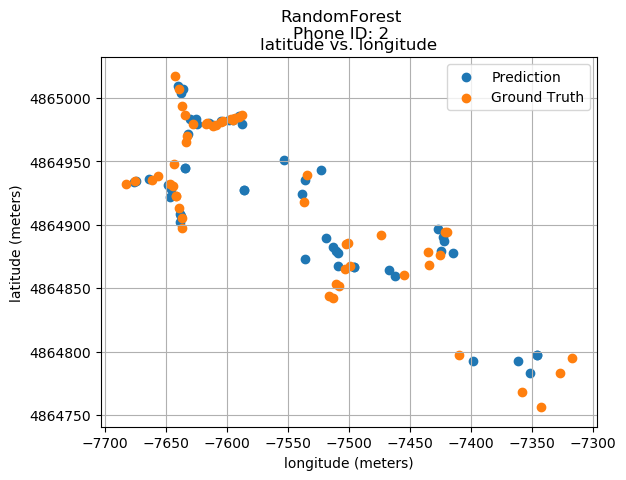 RandomForest
Phone ID: 2
latitude vs. longitude
Prediction
Ground Truth
latitude (meters)
4865000
4864950
4864900
4864850
4864800
4864750
−7700 −7650 −7600 −7550 −7500 −7450 −7400 −7350 −7300
longitude (meters)